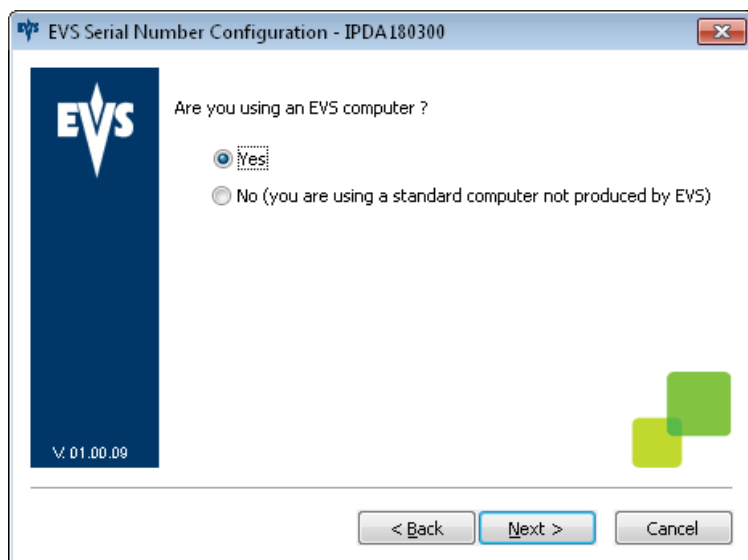 EVS Serial Number Configuration - IPDA180300
EVS
Are you using an EVS computer ?
Yes
No (you are using a standard computer not produced by EVS)
V. 01.00.09
< Back
Next >
Cancel